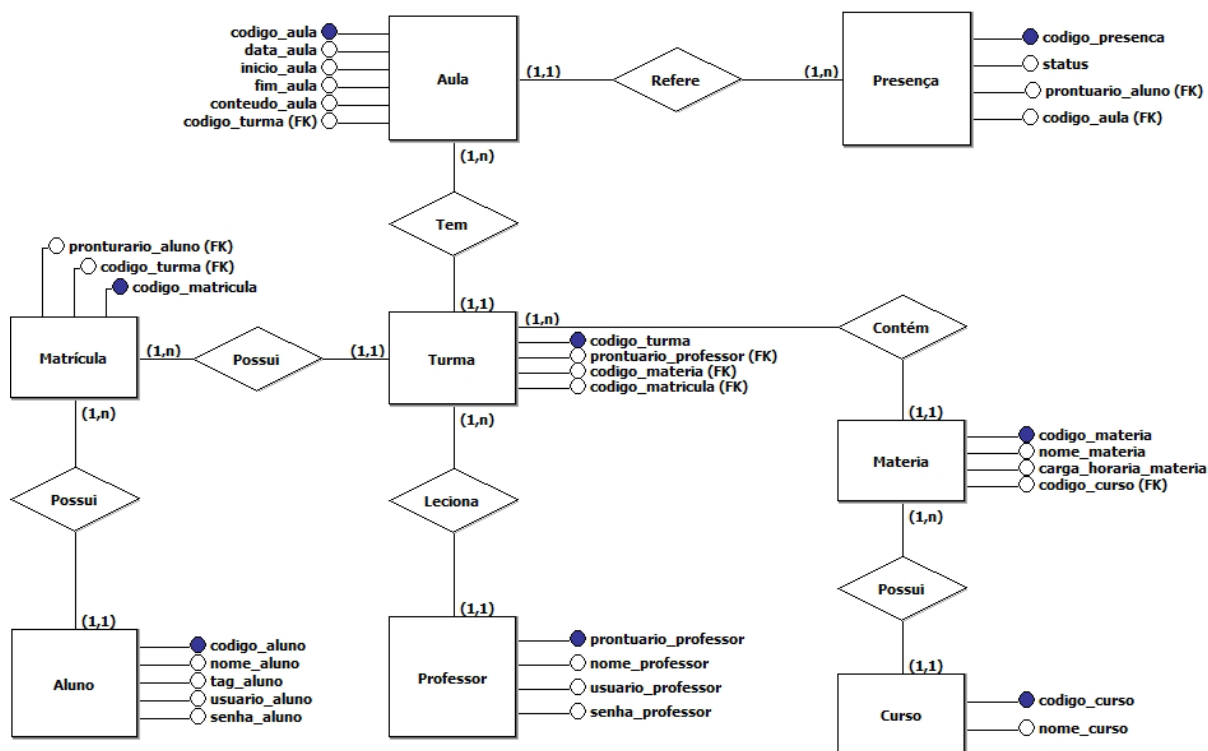 codigo_aula
data_aula
inicio_aula
fim_aula
conteudo_aula
codigo_turma (FK)
Aula
(1,1)
Refere
(1,n)
Presença
codigo_presenca
status
prontuario_aluno (FK)
codigo_aula (FK)
(1,n)
Tem
(1,1)
pronturario_aluno (FK)
codigo_turma (FK)
codigo_matricula
Matrícula
(1,n)
Possui
(1,1)
Turma
(1,n)
codigo_turma
prontuario_professor (FK)
codigo_materia (FK)
codigo_matricula (FK)
Contém
(1,1)
Materia
codigo_materia
nome_materia
carga_horaria_materia
codigo_curso (FK)
(1,n)
Possui
(1,1)
(1,n)
Leciona
(1,1)
(1,n)
Possui
(1,1)
Aluno
codigo_aluno
nome_aluno
tag_aluno
usuario_aluno
senha_aluno
Professor
prontuario_professor
nome_professor
usuario_professor
senha_professor
Curso
codigo_curso
nome_curso